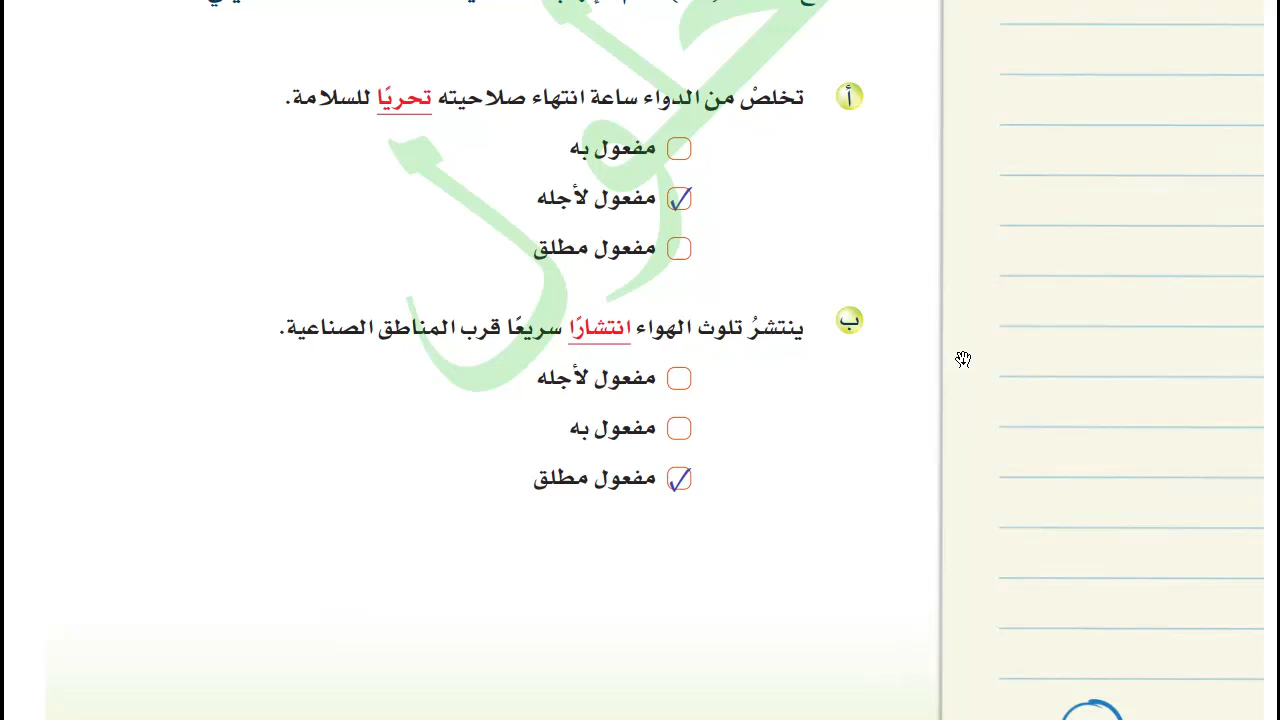 أ تخلصْ من الدواء ساعة انتهاء صلاحيته تحريًا للسلامة.
مفعول به
مفعول لأجله
مفعول مطلق
ب ينتشرُ تلوث الهواء انتشارًا سريعًا قرب المناطق الصناعية.
مفعول لأجله
مفعول به
مفعول مطلق
حلول